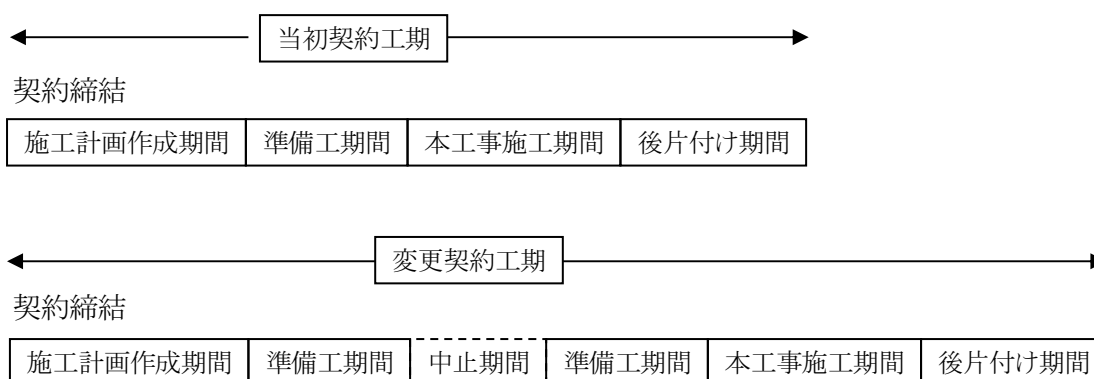 当初契約工期
契約締結
施工計画作成期間 準備工期間 本工事施工期間 後片付け期間
変更契約工期
契約締結
施工計画作成期間 準備工期間 中止期間 準備工期間 本工事施工期間 後片付け期間